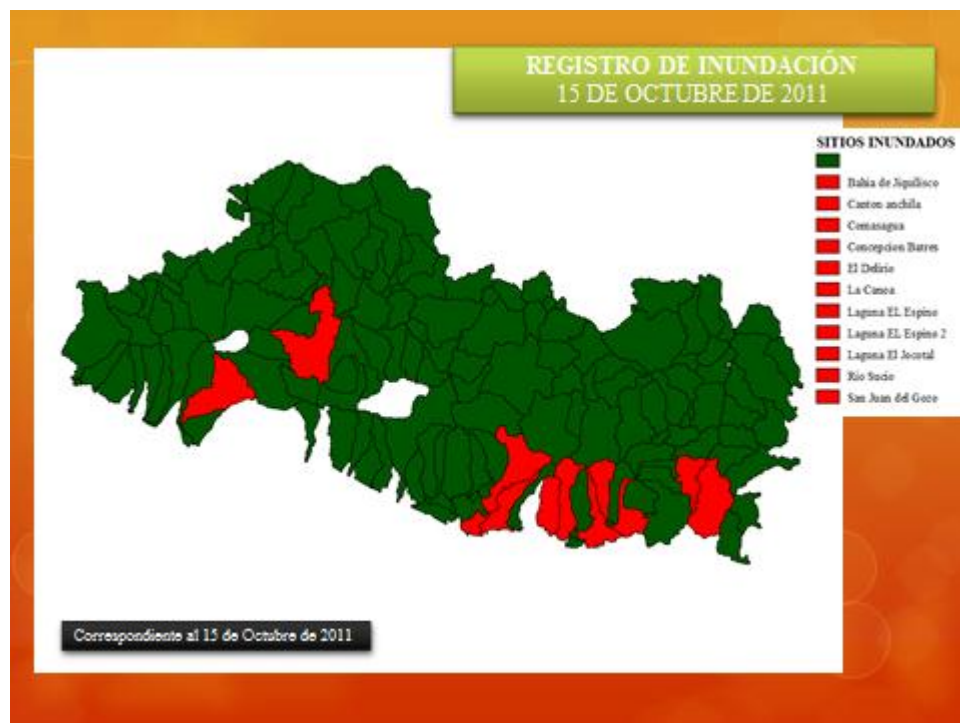 REGISTRO DE INUNDACIÓN
15 DE OCTUBRE DE 2011
SITIOS INUNDADOS
Bahia de Jiquilisco
Canton anchila
Comasagua
Concepcion Batres
El Delirio
La Canoa
Laguna EL Espino
Laguna EL Espino 2
Laguna El Jocotal
Rio Sucio
San Juan del Gozo
Correspondiente al 15 de Octubre de 2011